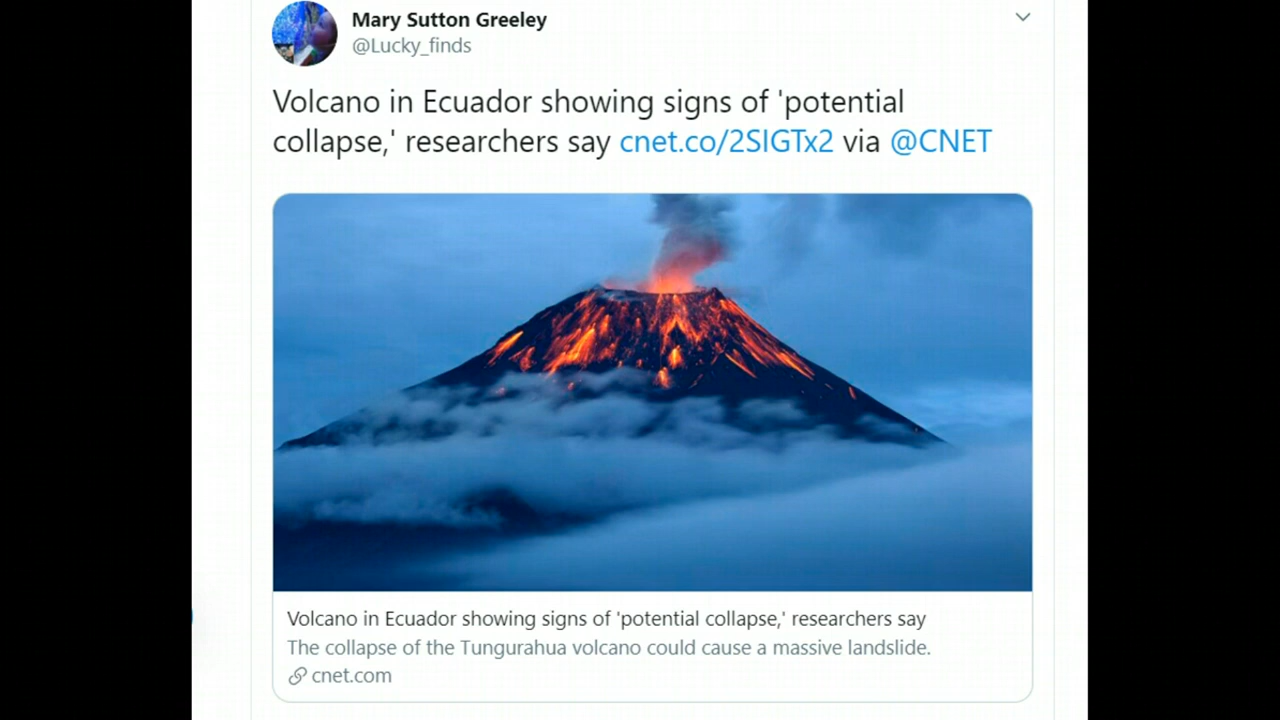 Mary Sutton Greeley
@Lucky_finds
Volcano in Ecuador showing signs of 'potential
collapse,' researchers say cnet.co/2SIGTx2 via @CNET
Volcano in Ecuador showing signs of 'potential collapse,' researchers say
The collapse of the Tungurahua volcano could cause a massive landslide.
cnet.com